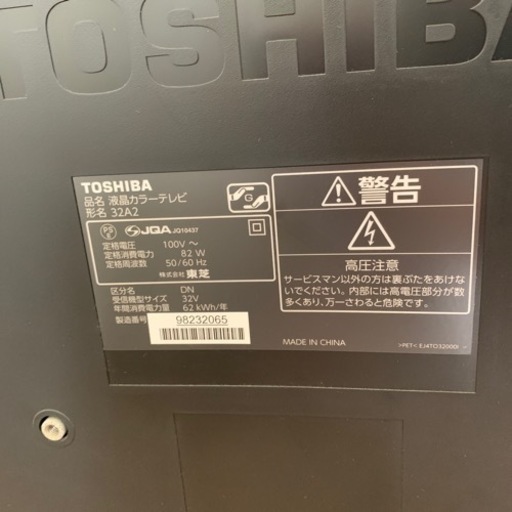 TOSHIBA
TOSHIBA
品名 液晶カラーテレビ
形名 32A2
PS E JQA JQ10437
定格電圧 100V ～
定格消費電力 82 W
定格周波数 50/60 Hz
株式会社 東芝
区分名 DN
受信機型サイズ 32V
年間消費電力量 62 kWh/年
製造番号 98232065
G
警告
高圧注意
サービスマン以外の方は裏ぶたをあけな
いでください。内部には高電圧部分が数
多くあり、万一さわると危険です。
MADE IN CHINA